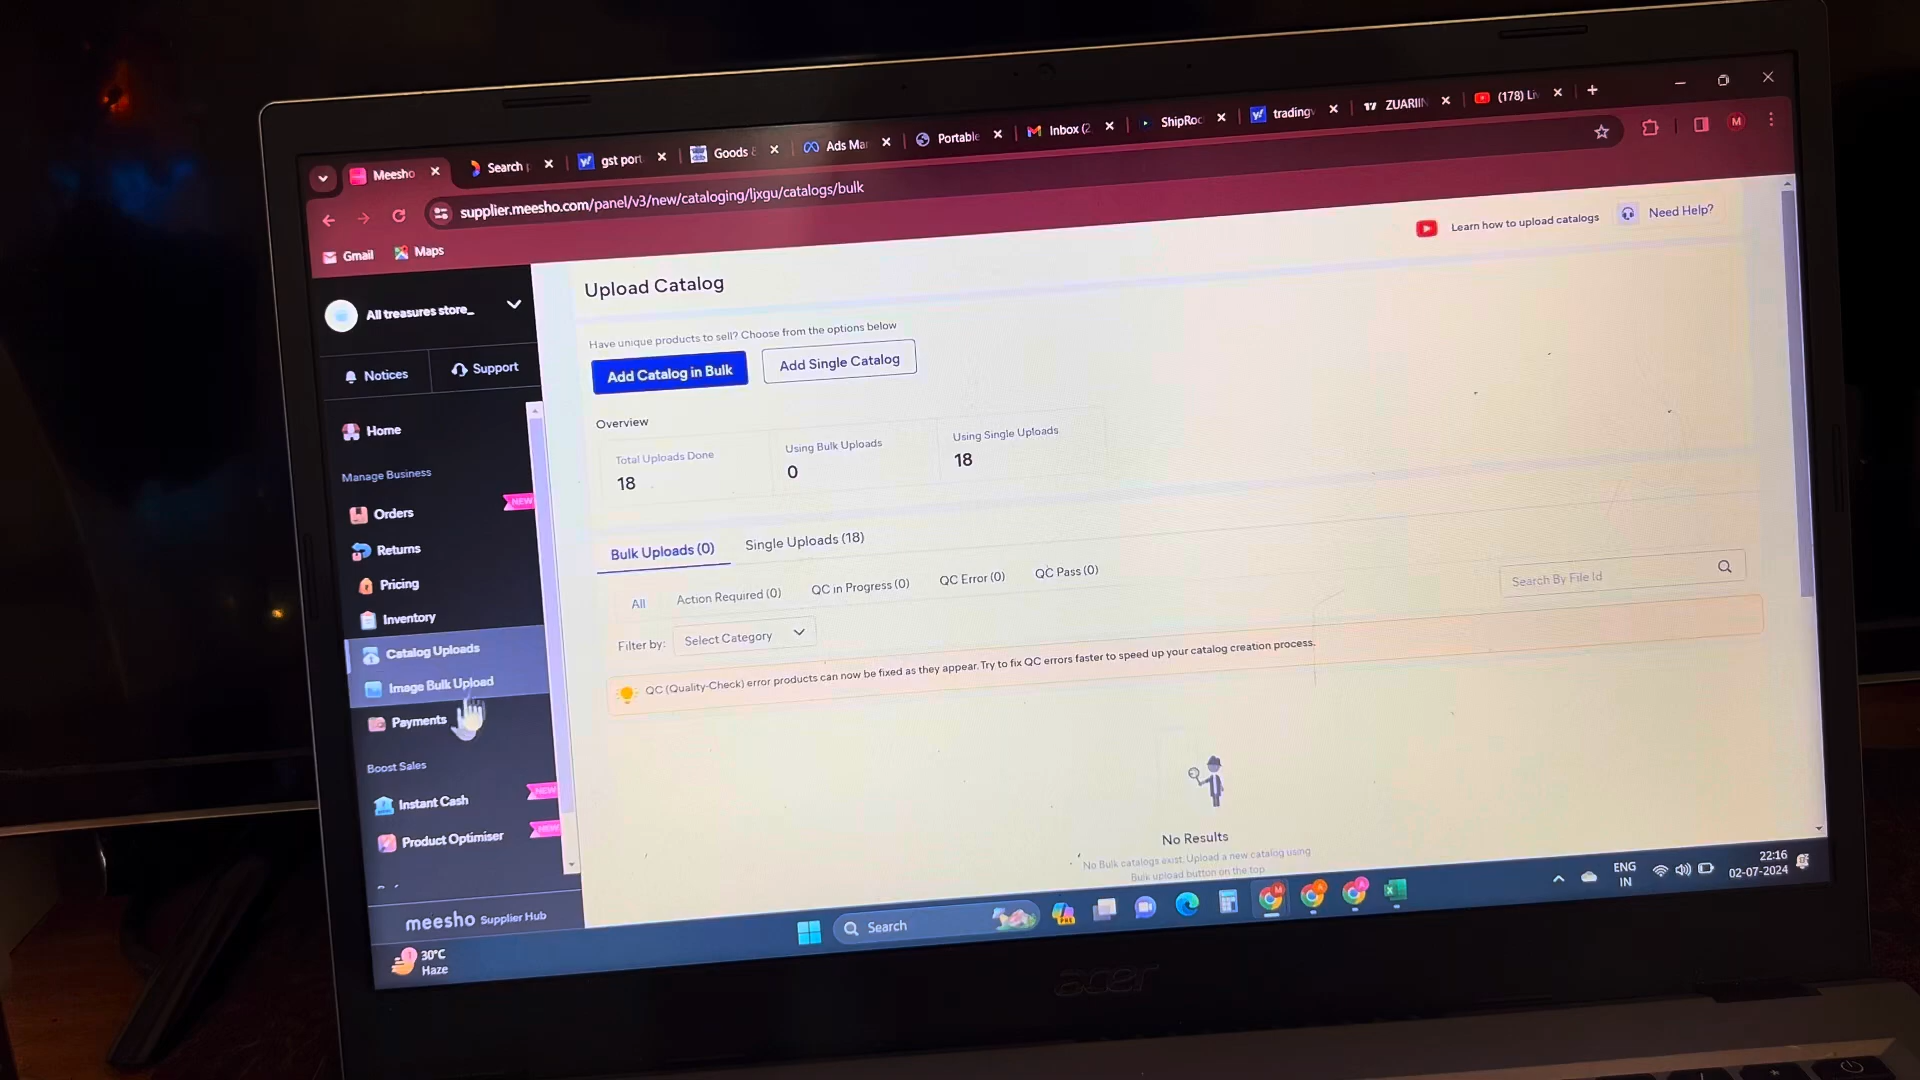 Meesho
Search
gst port
Goods &
Ads Ma
Portable
Inbox (2
ShipRo
trading
ZUARIIN
(178) Li
supplier.meesho.com/panel/v3/new/cataloging/ljxgu/catalogs/bulk
Gmail
Maps
Learn how to upload catalogs
Need Help?
All treasures store_
Notices
Support
Home
Manage Business
Orders
NEW
Returns
Pricing
Inventory
Catalog Uploads
Image Bulk Upload
Payments
Boost Sales
Instant Cash
NEW
Product Optimiser
NEW
meesho Supplier Hub
Upload Catalog
Have unique products to sell? Choose from the options below
Add Catalog in Bulk
Add Single Catalog
Overview
Total Uploads Done
18
Using Bulk Uploads
0
Using Single Uploads
18
Bulk Uploads (0)
Single Uploads (18)
All
Action Required (0)
QC in Progress (0)
QC Error (0)
QC Pass (0)
Search By File Id
Filter by:
Select Category
QC (Quality-Check) error products can now be fixed as they appear. Try to fix QC errors faster to speed up your catalog creation process.
No Results
No Bulk catalogs exist. Upload a new catalog using
Bulk upload button on the top
30°C
Haze
Search
ENG
IN
22:16
02-07-2024
acer